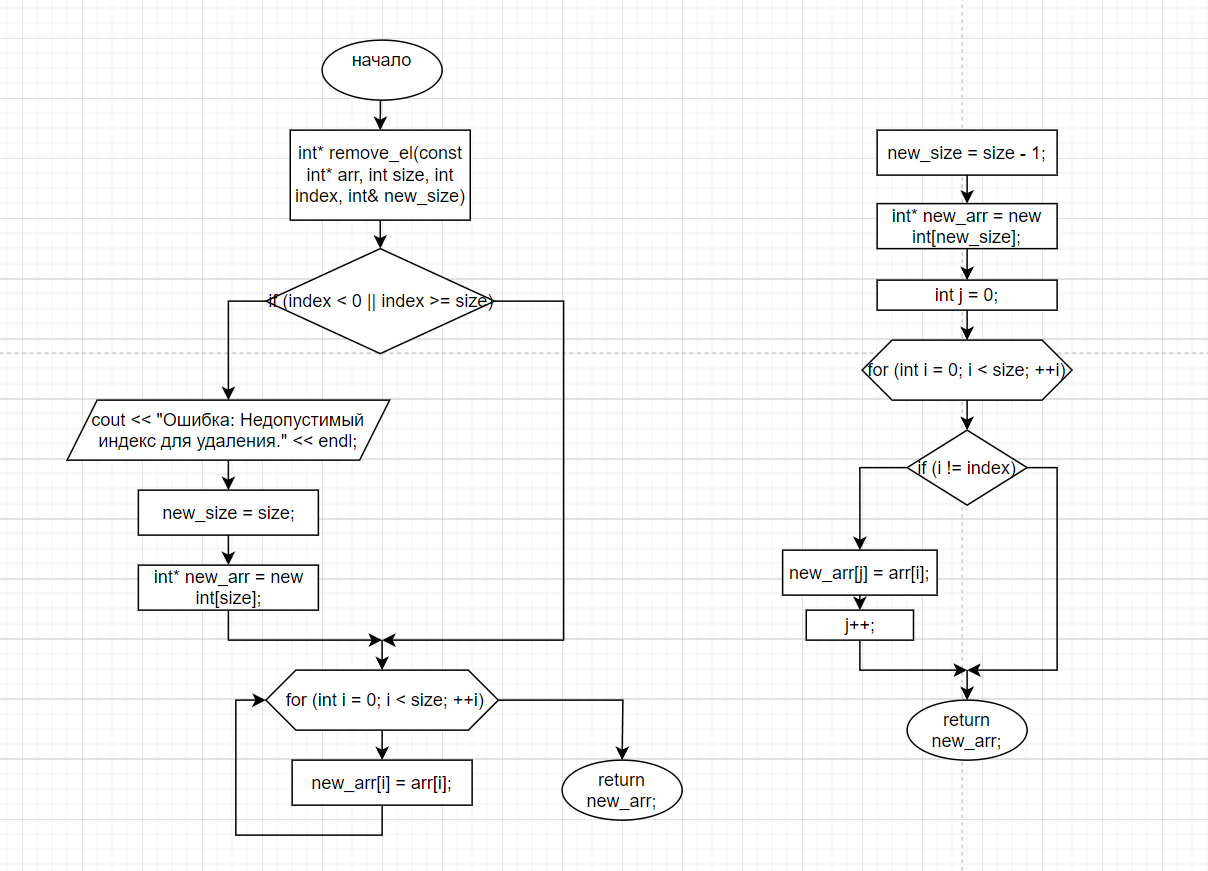 начало
int* remove_el(const
int* arr, int size, int
index, int& new_size)
if (index < 0 || index >= size)
cout << "Ошибка: Недопустимый
индекс для удаления." << endl;
new_size = size;
int* new_arr = new
int[size];
for (int i = 0; i < size; ++i)
new_arr[i] = arr[i];
return
new_arr;
new_size = size - 1;
int* new_arr = new
int[new_size];
int j = 0;
for (int i = 0; i < size; ++i)
if (i != index)
new_arr[j] = arr[i];
j++;
return
new_arr;